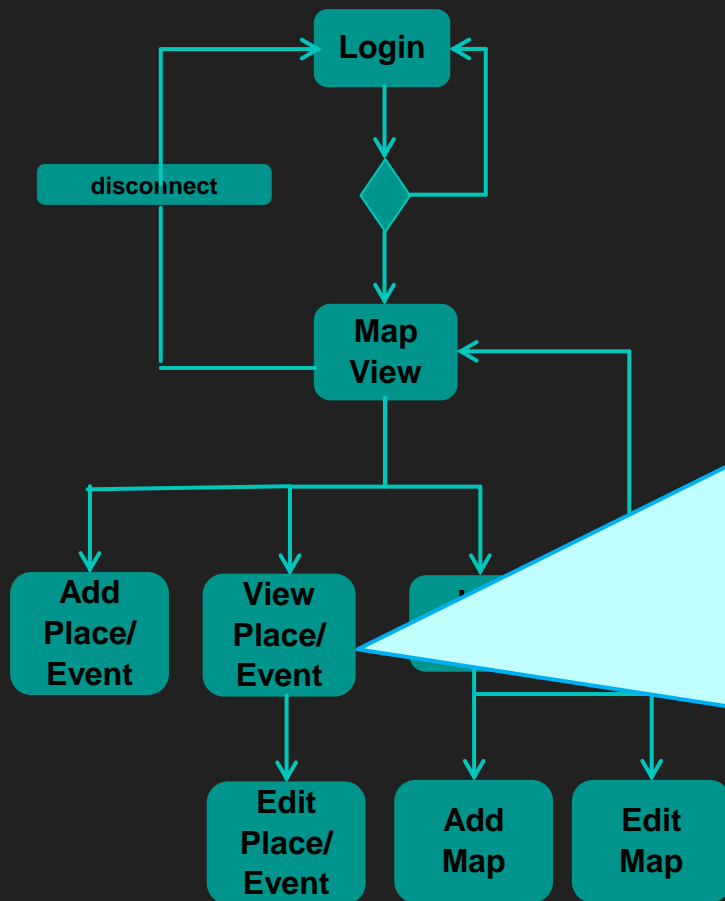 Login
disconnect
Map
View
Add
Place/
Event
View
Place/
Event
Edit
Place/
Event
Add
Map
Edit
Map